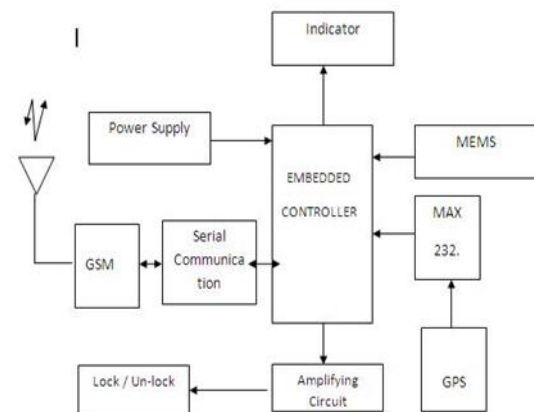 Indicator
Power Supply
MEMS
EMBEDDED
CONTROLLER
MAX
232.
Serial
Communica
tion
GSM
GPS
Lock / Un-lock
Amplifying
Circuit